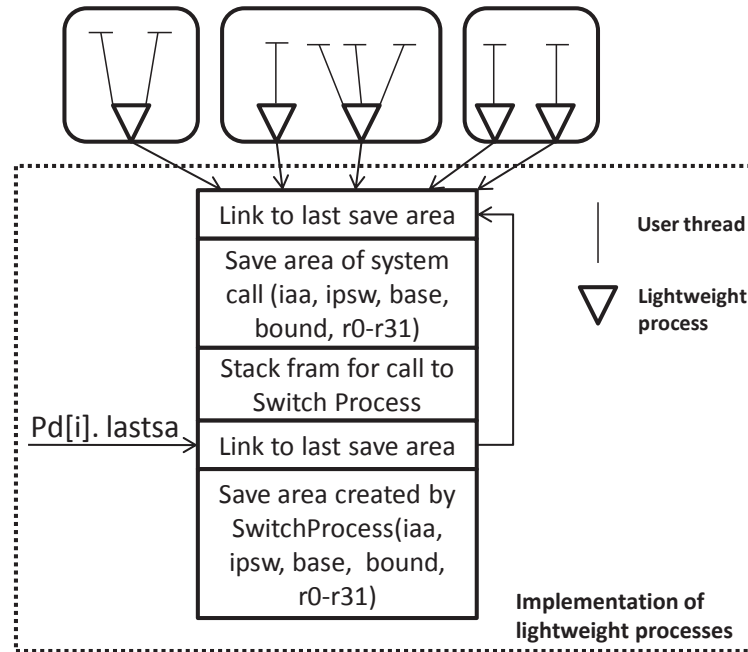 Link to last save area
Save area of system
call (iaa, ipsw, base,
bound, r0-r31)
Stack fram for call to
Switch Process
Pd[i]. lastsa
Link to last save area
Save area created by
SwitchProcess(iaa,
ipsw, base, bound,
r0-r31)
User thread
Lightweight
process
Implementation of
lightweight processes